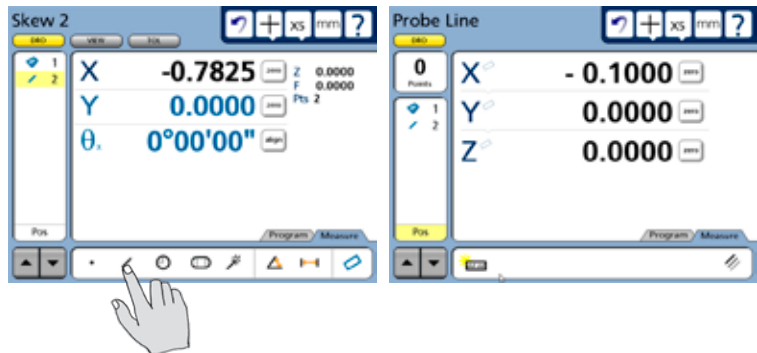 Skew 2
xs mm ?
DRO VIEW TOL
1
2
X -0.7825 zero
Y 0.0000 zero
θ 0°00'00" align
Z 0.0000
F 0.0000
Pts 2
Pos
Program Measure
Probe Line
xs mm ?
DRO
0
Points
1
2
X - 0.1000 zero
Y 0.0000 zero
Z 0.0000 zero
Pos
Program Measure